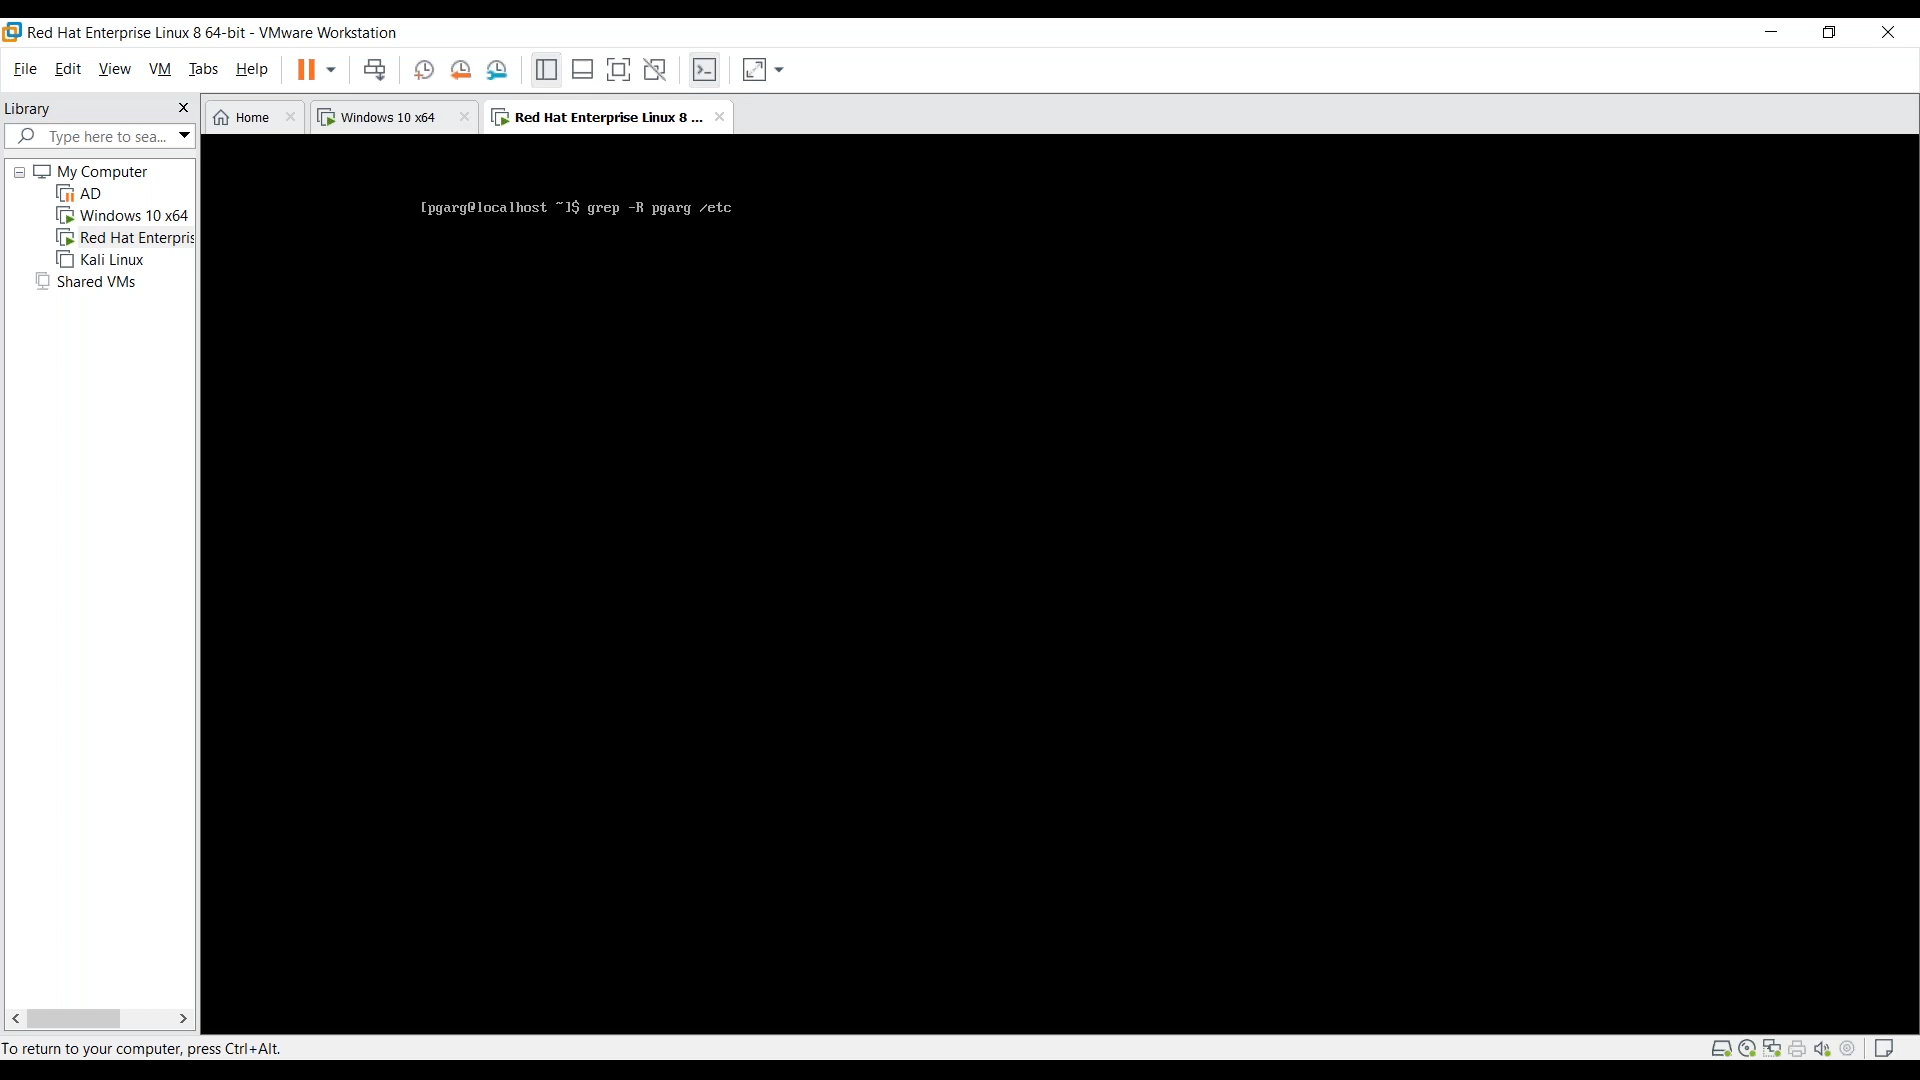 Red Hat Enterprise Linux 8 64-bit - VMware Workstation
File Edit View VM Tabs Help
Library
Home
Windows 10 x64
Red Hat Enterprise Linux 8 ...
Type here to sea...
My Computer
AD
Windows 10 x64
Red Hat Enterpris
Kali Linux
Shared VMs
[pgarg@localhost ~]$ grep -R pgarg /etc
To return to your computer, press Ctrl+Alt.